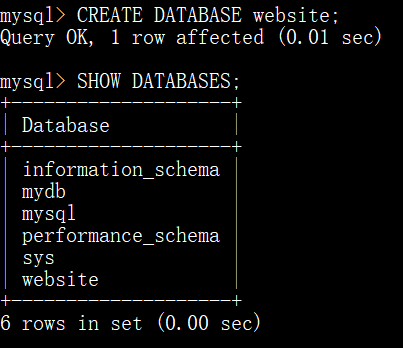 mysql> CREATE DATABASE website;
Query OK, 1 row affected (0.01 sec)
mysql> SHOW DATABASES;
+--------------------+
| Database           |
+--------------------+
| information_schema |
| mydb               |
| mysql              |
| performance_schema |
| sys                |
| website            |
+--------------------+
6 rows in set (0.00 sec)